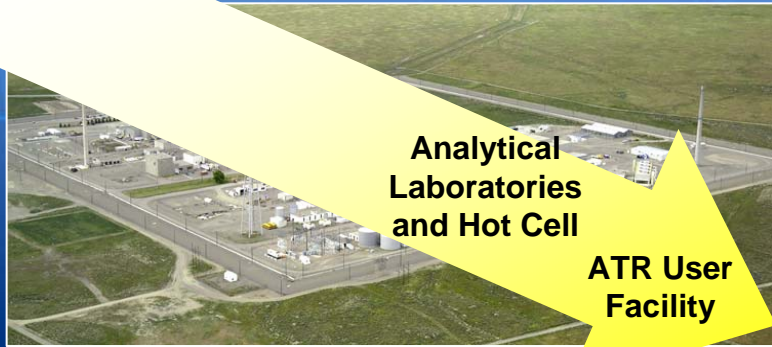 Analytical
Laboratories
and Hot Cell
ATR User
Facility